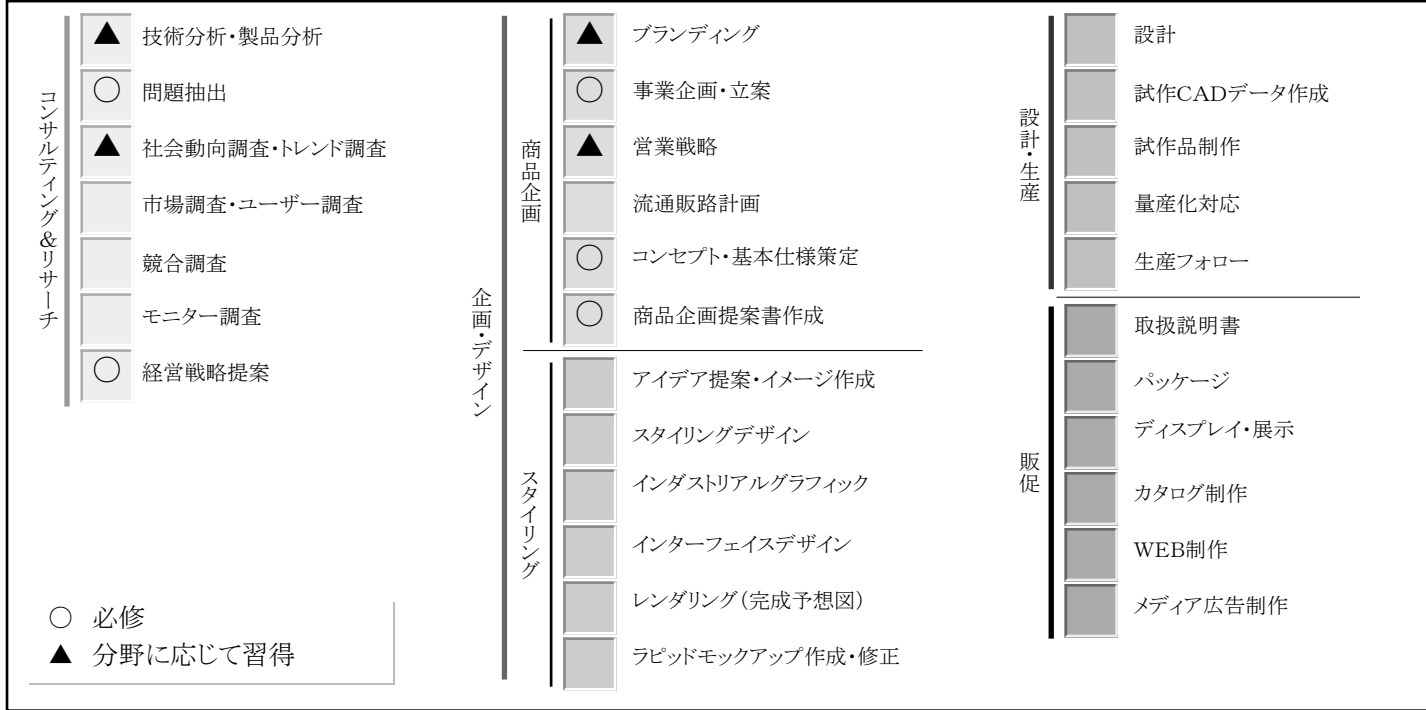 コンサルティング&リサーチ
▲ 技術分析・製品分析
○ 問題抽出
▲ 社会動向調査・トレンド調査
市場調査・ユーザー調査
競合調査
モニター調査
○ 経営戦略提案
企画・デザイン
商品企画
▲ ブランディング
○ 事業企画・立案
▲ 営業戦略
流通販路計画
○ コンセプト・基本仕様策定
○ 商品企画提案書作成
スタイリング
アイデア提案・イメージ作成
スタイリングデザイン
インダストリアルグラフィック
インターフェイスデザイン
レンダリング(完成予想図)
ラピッドモックアップ作成・修正
設計・生産
設計
試作CADデータ作成
試作品制作
量産化対応
生産フォロー
販促
取扱説明書
パッケージ
ディスプレイ・展示
カタログ制作
WEB制作
メディア広告制作
○ 必修
▲ 分野に応じて習得